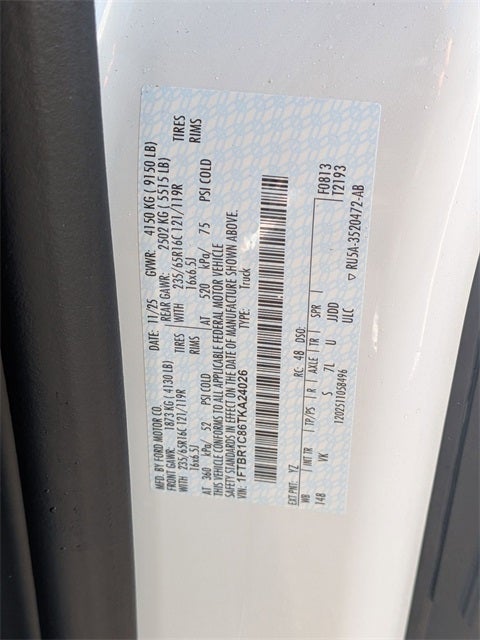 MFD. BY FORD MOTOR CO. DATE: 11/25 GVWR: 4150 KG ( 9150 LB)
FRONT GAWR: 1873 KG ( 4130 LB) REAR GAWR: 2502 KG ( 5515 LB)
WITH 235/65R16C 121/119R TIRES WITH 235/65R16C 121/119R TIRES
16x6.5J RIMS 16x6.5J RIMS
AT 360 kPa/ 52 PSI COLD AT 520 kPa/ 75 PSI COLD
THIS VEHICLE CONFORMS TO ALL APPLICABLE FEDERAL MOTOR VEHICLE
SAFETY STANDARDS IN EFFECT ON THE DATE OF MANUFACTURE SHOWN ABOVE.
VIN: 1FTBR1C86TKA24026 TYPE: Truck
F0813
T2193
EXT PNT: YZ RC: 48 DSO:
WB INT TR TP/PS R AXLE TR SPR
148 VK S 7L U JJDD
ULC
1202511058496
▽ RU5A-3520472-AB